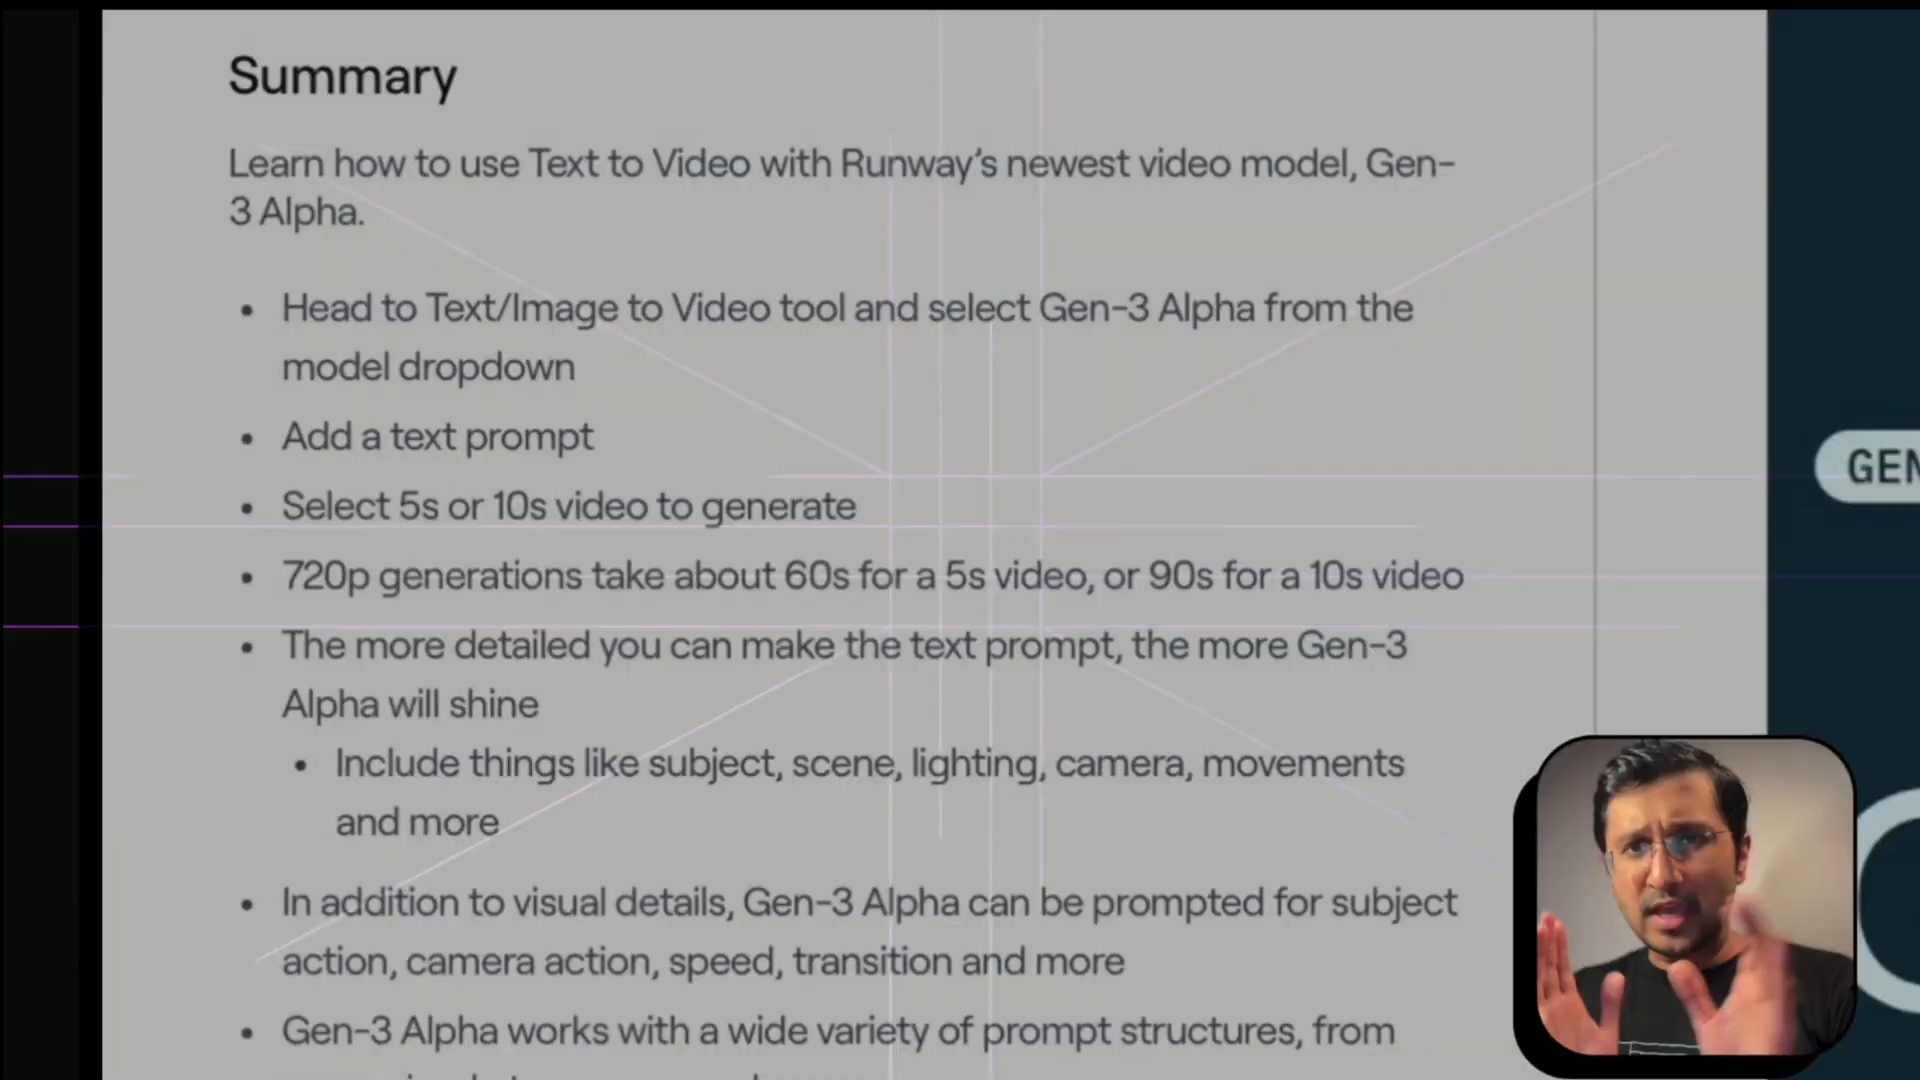 Summary
Learn how to use Text to Video with Runway's newest video model, Gen-
3 Alpha.
• Head to Text/Image to Video tool and select Gen-3 Alpha from the
model dropdown
• Add a text prompt
• Select 5s or 10s video to generate
• 720p generations take about 60s for a 5s video, or 90s for a 10s video
• The more detailed you can make the text prompt, the more Gen-3
Alpha will shine
• Include things like subject, scene, lighting, camera, movements
and more
• In addition to visual details, Gen-3 Alpha can be prompted for subject
action, camera action, speed, transition and more
• Gen-3 Alpha works with a wide variety of prompt structures, from
GEN